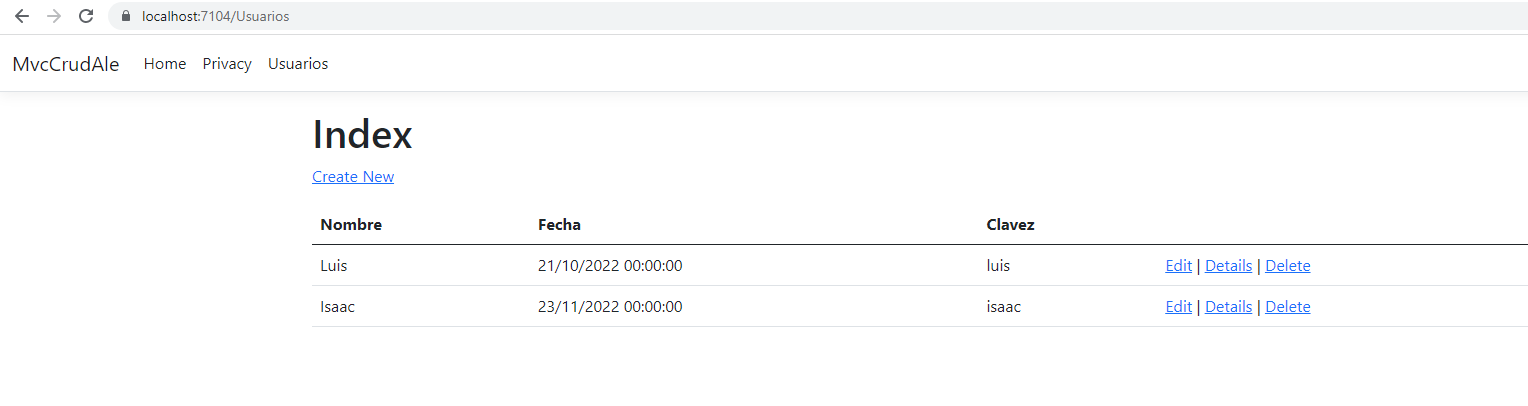 localhost:7104/Usuarios
MvcCrudAle Home Privacy Usuarios
Index
Create New
Nombre Fecha Clavez
Luis 21/10/2022 00:00:00 luis Edit | Details | Delete
Isaac 23/11/2022 00:00:00 isaac Edit | Details | Delete